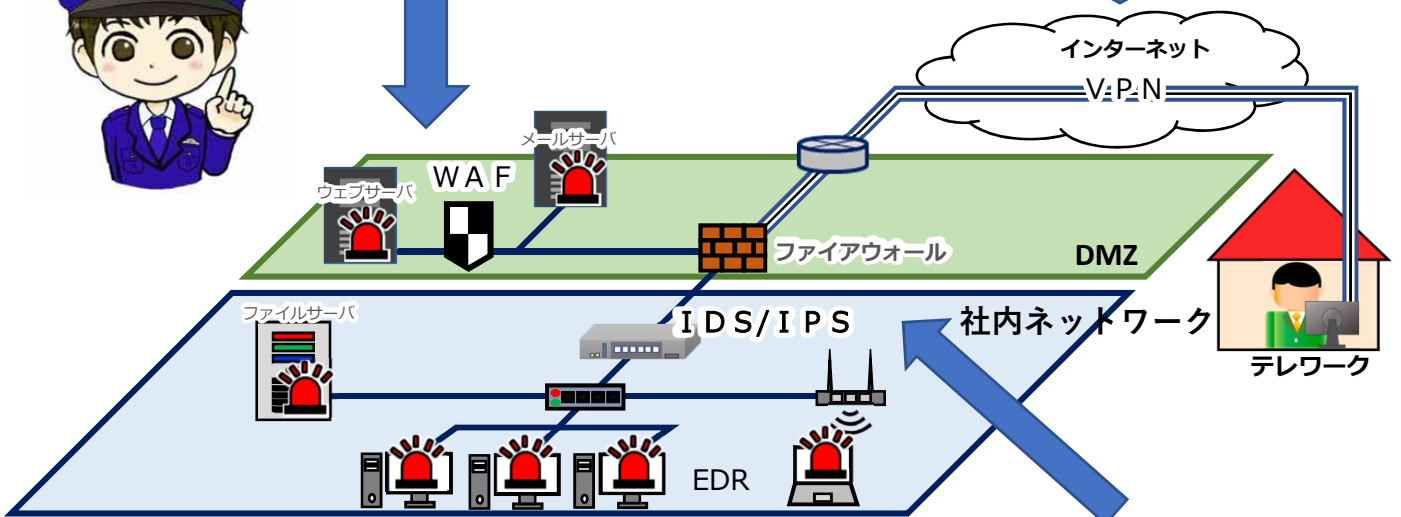 インターネット
ＶＰＮ
メールサーバ
ＷＡＦ
ウェブサーバ
ファイアウォール
DMZ
ファイルサーバ
ＩＤＳ/ＩＰＳ
社内ネットワーク
テレワーク
EDR